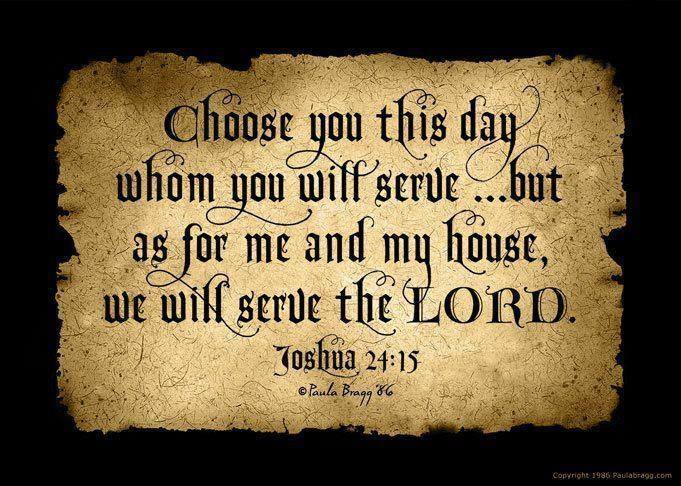 Choose you this day
whom you will serve ...but
as for me and my house,
we will serve the LORD.
Joshua 24:15
© Paula Bragg '86
Copyright 1986 Paulabragg.com